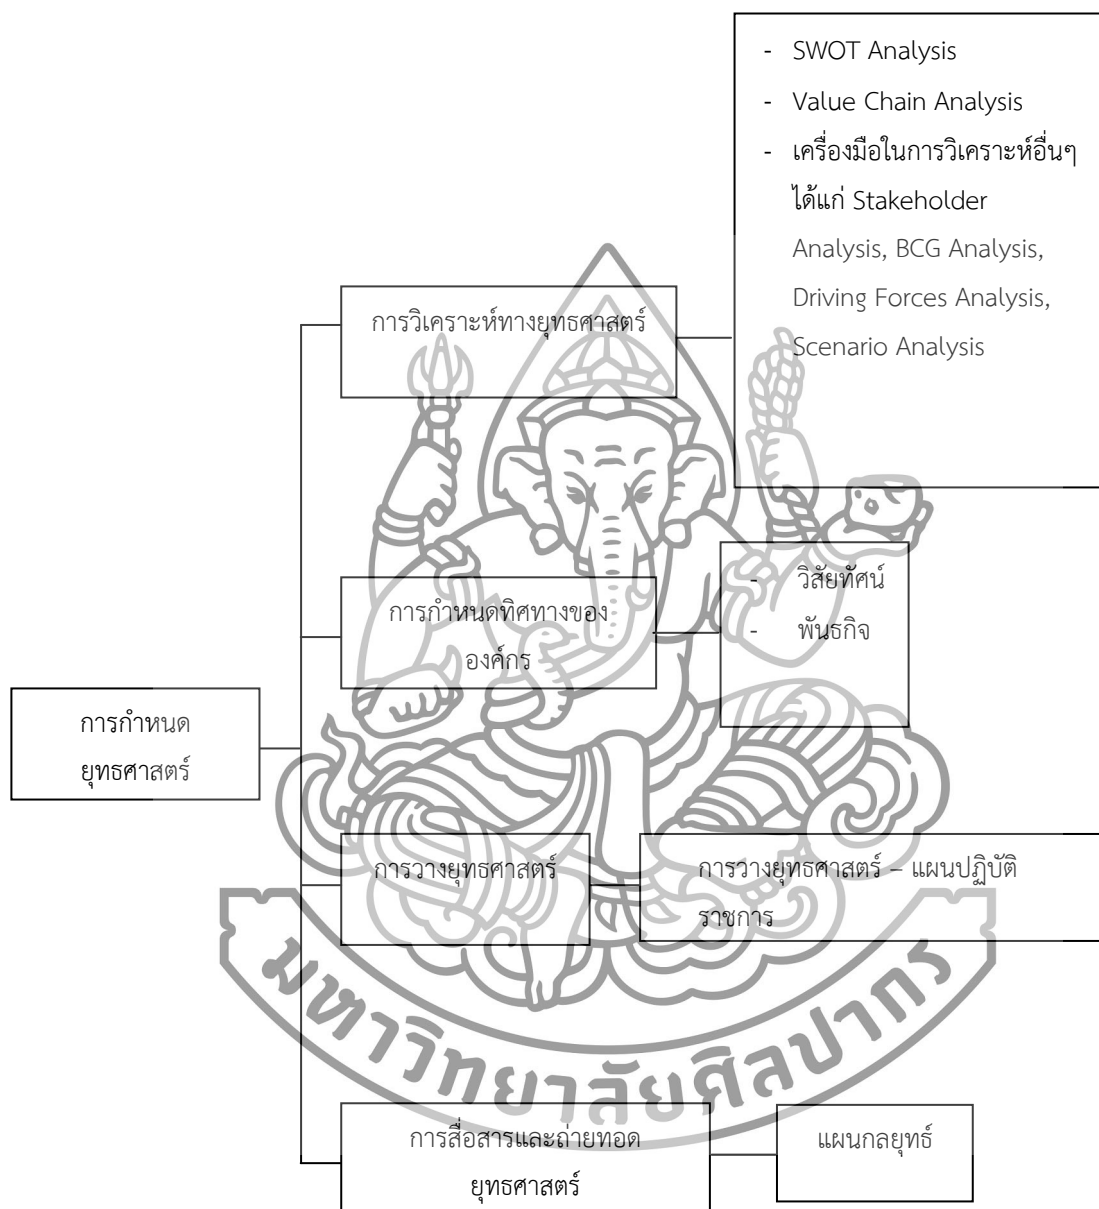 - SWOT Analysis
- Value Chain Analysis
- เครื่องมือในการวิเคราะห์อื่นๆ
ได้แก่ Stakeholder
Analysis, BCG Analysis,
Driving Forces Analysis,
Scenario Analysis
การวิเคราะห์ทางยุทธศาสตร์
การกำหนดทิศทางของ
องค์กร
- วิสัยทัศน์
- พันธกิจ
การกำหนด
ยุทธศาสตร์
การวางยุทธศาสตร์
การวางยุทธศาสตร์ – แผนปฏิบัติ
ราชการ
การสื่อสารและถ่ายทอด
ยุทธศาสตร์
แผนกลยุทธ์
มหาวิทยาลัยศิลปากร